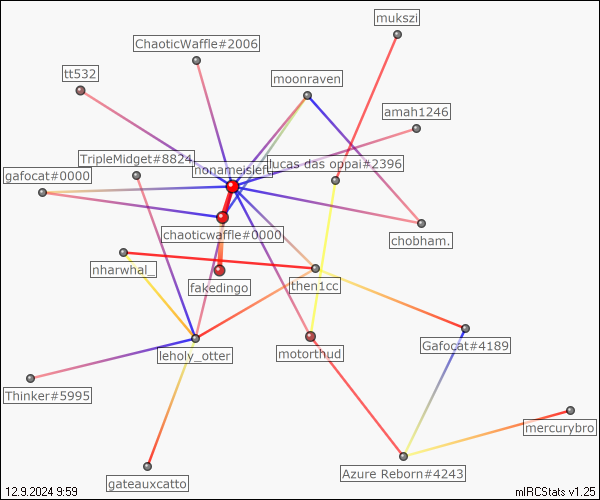 mukszi
ChaoticWaffle#2006
tt532
moonraven
amah1246
TripleMidget#8824
nonameisleft
lucas das oppai#2396
gafocat#0000
chaoticwaffle#0000
chobham.
nharwhal_
fakedingo
then1cc
leholy_otter
motorthud
Gafocat#4189
Thinker#5995
mercurybro
Azure Reborn#4243
gateauxcatto
12.9.2024 9:59
mIRCStats v1.25